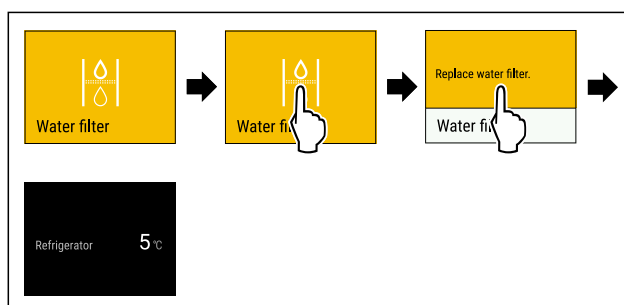 Water filter
Water fi
Replace water filter.
Water fi
Refrigerator 5 °C